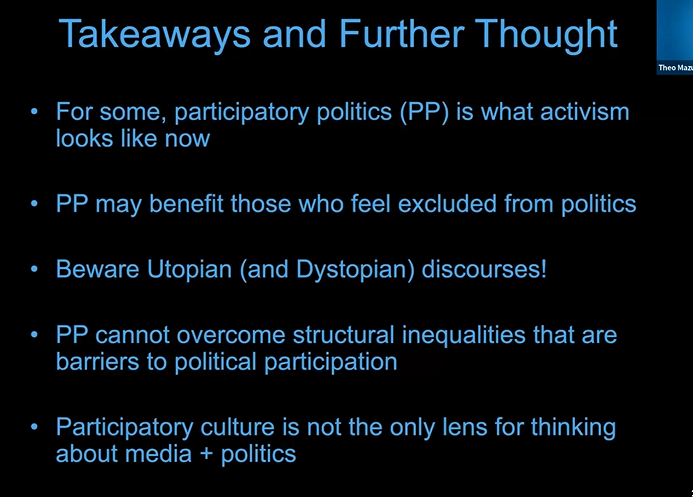 Takeaways and Further Thought
Theo Mazu
• For some, participatory politics (PP) is what activism
looks like now
• PP may benefit those who feel excluded from politics
• Beware Utopian (and Dystopian) discourses!
• PP cannot overcome structural inequalities that are
barriers to political participation
• Participatory culture is not the only lens for thinking
about media + politics